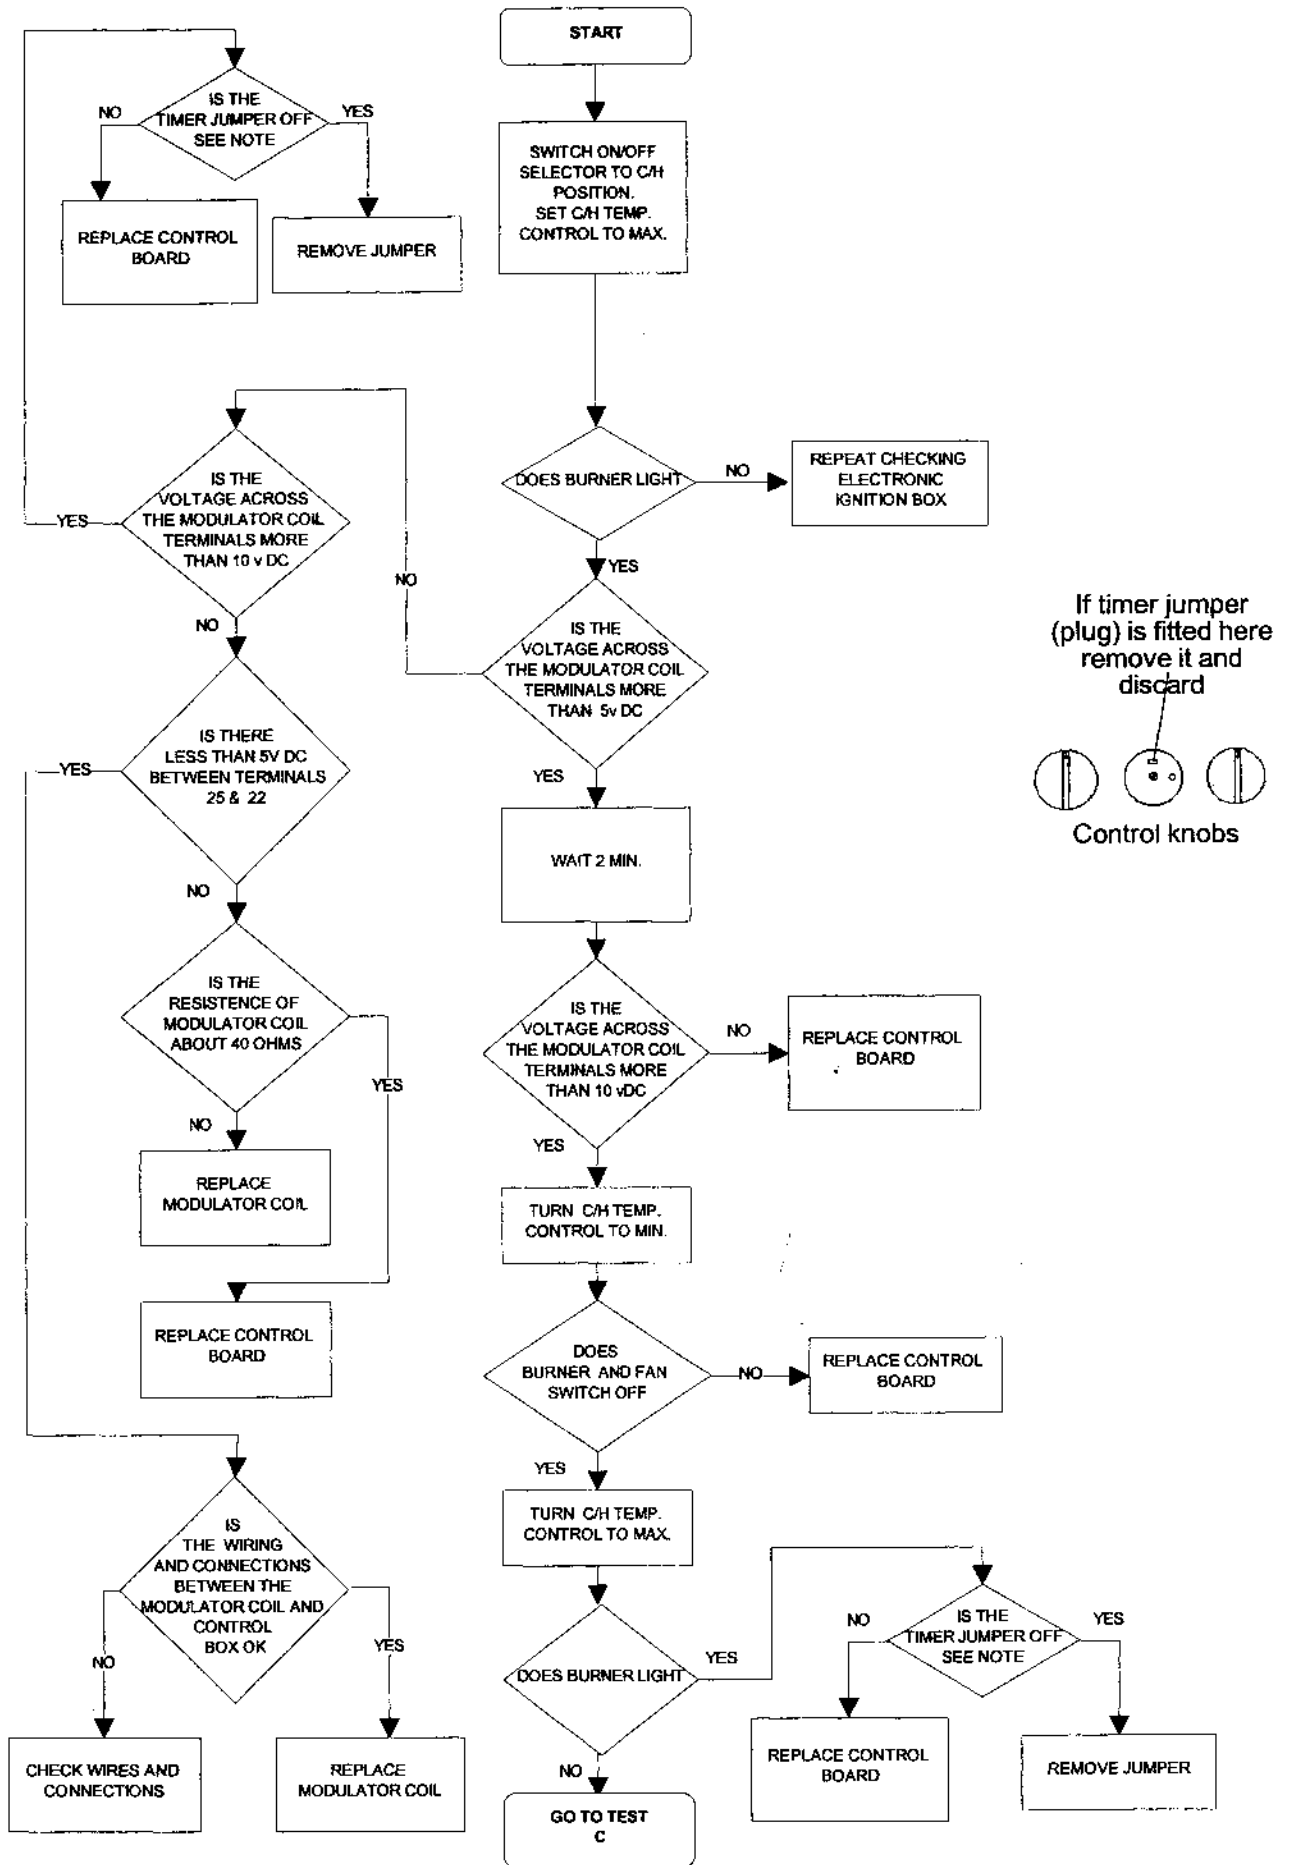 START
SWITCH ON/OFF
SELECTOR TO C/H
POSITION.
SET C/H TEMP.
CONTROL TO MAX.
IS THE
TIMER JUMPER OFF
SEE NOTE
NO
YES
REPLACE CONTROL
BOARD
REMOVE JUMPER
DOES BURNER LIGHT
NO
REPEAT CHECKING
ELECTRONIC
IGNITION BOX
YES
IS THE
VOLTAGE ACROSS
THE MODULATOR COIL
TERMINALS MORE
THAN 10 v DC
YES
NO
NO
IS THE
VOLTAGE ACROSS
THE MODULATOR COIL
TERMINALS MORE
THAN 5v DC
YES
If timer jumper
(plug) is fitted here
remove it and
discard
Control knobs
IS THERE
LESS THAN 5V DC
BETWEEN TERMINALS
25 & 22
YES
NO
WAIT 2 MIN.
IS THE
RESISTENCE OF
MODULATOR COIL
ABOUT 40 OHMS
YES
NO
IS THE
VOLTAGE ACROSS
THE MODULATOR COIL
TERMINALS MORE
THAN 10 vDC
NO
REPLACE CONTROL
BOARD
YES
REPLACE
MODULATOR COIL
TURN C/H TEMP.
CONTROL TO MIN.
REPLACE CONTROL
BOARD
DOES
BURNER AND FAN
SWITCH OFF
NO
REPLACE CONTROL
BOARD
YES
TURN C/H TEMP.
CONTROL TO MAX.
IS
THE WIRING
AND CONNECTIONS
BETWEEN THE
MODULATOR COIL AND
CONTROL
BOX OK
NO
YES
CHECK WIRES AND
CONNECTIONS
REPLACE
MODULATOR COIL
DOES BURNER LIGHT
YES
NO
GO TO TEST
C
IS THE
TIMER JUMPER OFF
SEE NOTE
NO
YES
REPLACE CONTROL
BOARD
REMOVE JUMPER